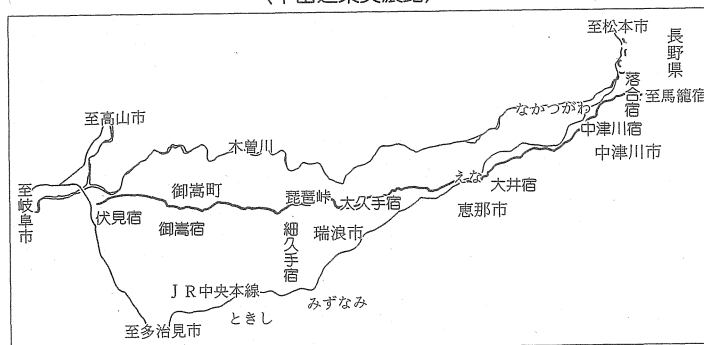 至松本市
長野県
落合宿
至馬籠宿
なかつがわ
中津川宿
中津川市
至高山市
木曽川
えな
大井宿
恵那市
至岐阜市
御嵩町
琵琶峠
太久手宿
伏見宿
御嵩宿
細久手宿
瑞浪市
JR中央本線
みずなみ
ときし
至多治見市